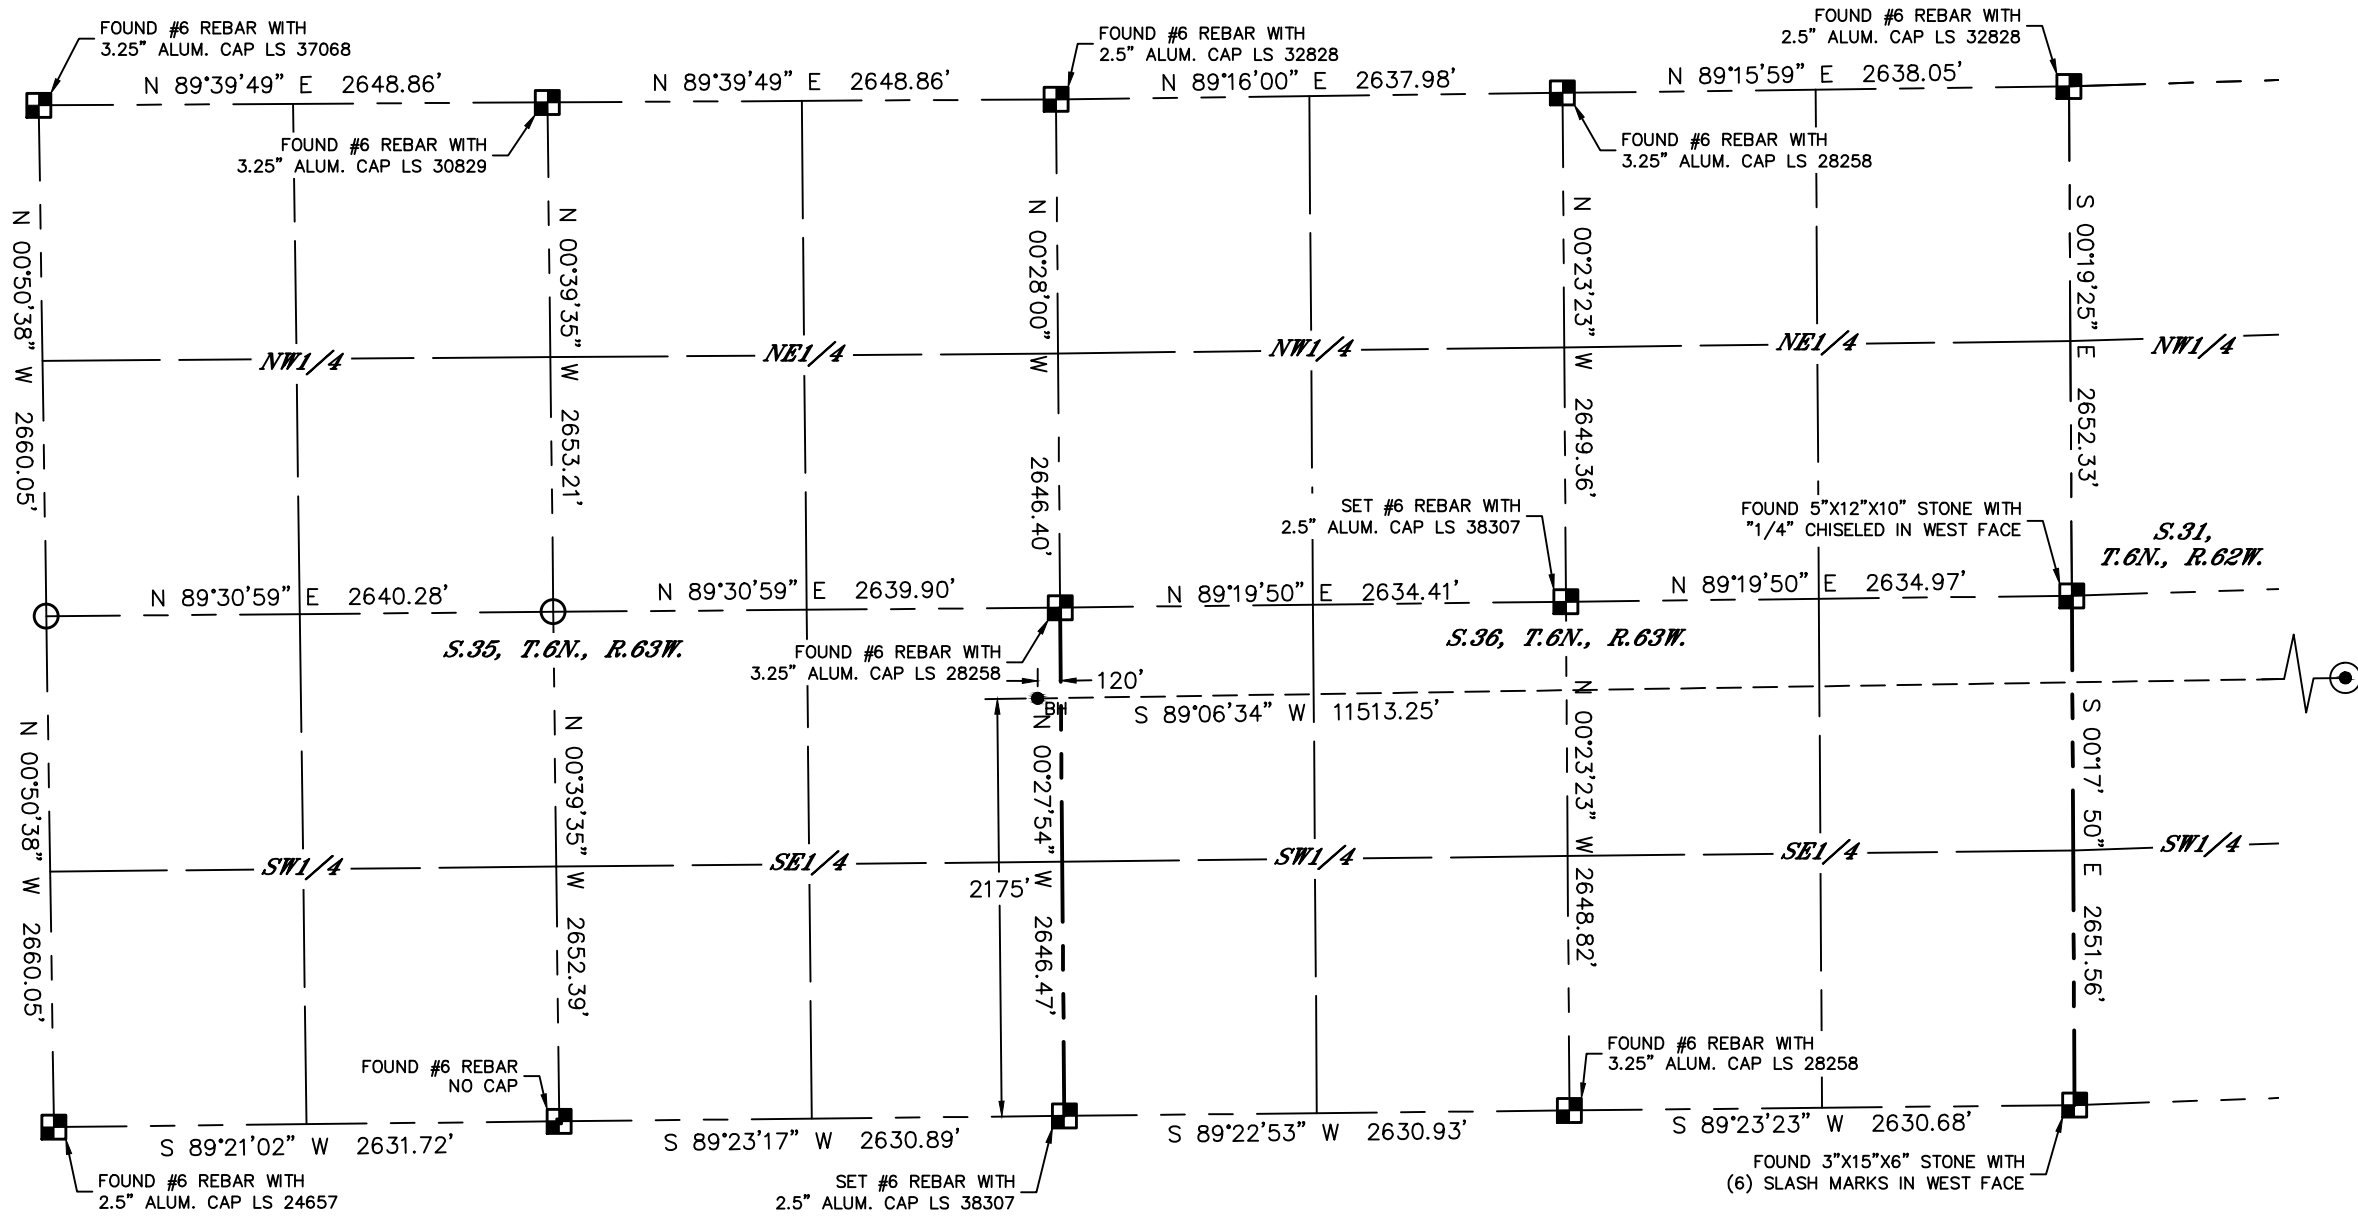 FOUND #6 REBAR WITH
3.25" ALUM. CAP LS 37068
FOUND #6 REBAR WITH
2.5" ALUM. CAP LS 32828
FOUND #6 REBAR WITH
2.5" ALUM. CAP LS 32828
N 89°39'49" E 2648.86'
N 89°39'49" E 2648.86'
N 89°16'00" E 2637.98'
N 89°15'59" E 2638.05'
FOUND #6 REBAR WITH
3.25" ALUM. CAP LS 30829
FOUND #6 REBAR WITH
3.25" ALUM. CAP LS 28258
N 00°50'38" W 2660.05'
N 00°39'35" W 2653.21'
N 00°28'00" W 2646.40'
N 00°23'23" W 2649.36'
S 00°19'25" E 2652.33'
NW1/4
NE1/4
NW1/4
NE1/4
NW1/4
SET #6 REBAR WITH
2.5" ALUM. CAP LS 38307
FOUND 5"X12"X10" STONE WITH
"1/4" CHISELED IN WEST FACE
S.31,
T.6N., R.62W.
N 89°30'59" E 2640.28'
N 89°30'59" E 2639.90'
N 89°19'50" E 2634.41'
N 89°19'50" E 2634.97'
S.35, T.6N., R.63W.
FOUND #6 REBAR WITH
3.25" ALUM. CAP LS 28258
S.36, T.6N., R.63W.
120'
BH
S 89°06'34" W 11513.25'
N 00°50'38" W 2660.05'
N 00°39'35" W 2652.39'
N 00°27'54" W 2646.47'
N 00°23'23" W 2648.82'
S 00°17' 50" E 2651.56'
SW1/4
SE1/4
SW1/4
SE1/4
SW1/4
2175'
FOUND #6 REBAR
NO CAP
FOUND #6 REBAR WITH
3.25" ALUM. CAP LS 28258
S 89°21'02" W 2631.72'
S 89°23'17" W 2630.89'
S 89°22'53" W 2630.93'
S 89°23'23" W 2630.68'
FOUND #6 REBAR WITH
2.5" ALUM. CAP LS 24657
SET #6 REBAR WITH
2.5" ALUM. CAP LS 38307
FOUND 3"X15"X6" STONE WITH
(6) SLASH MARKS IN WEST FACE